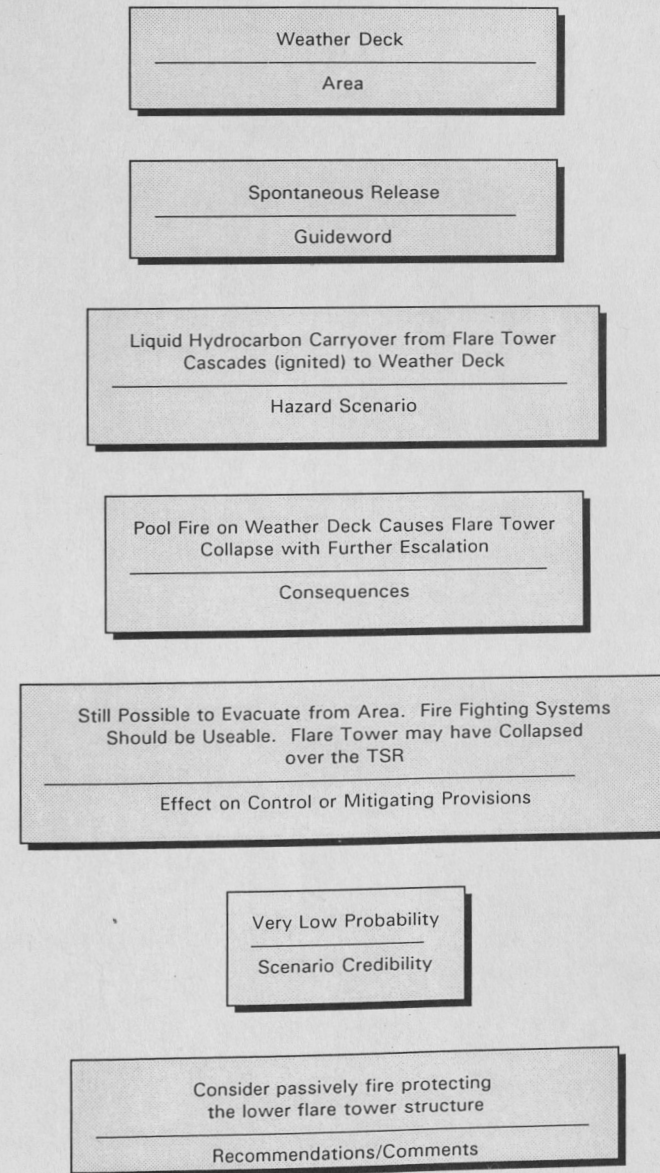 Weather Deck
Area
Spontaneous Release
Guideword
Liquid Hydrocarbon Carryover from Flare Tower
Cascades (ignited) to Weather Deck
Hazard Scenario
Pool Fire on Weather Deck Causes Flare Tower
Collapse with Further Escalation
Consequences
Still Possible to Evacuate from Area. Fire Fighting Systems
Should be Useable. Flare Tower may have Collapsed
over the TSR
Effect on Control or Mitigating Provisions
Very Low Probability
Scenario Credibility
Consider passively fire protecting
the lower flare tower structure
Recommendations/Comments